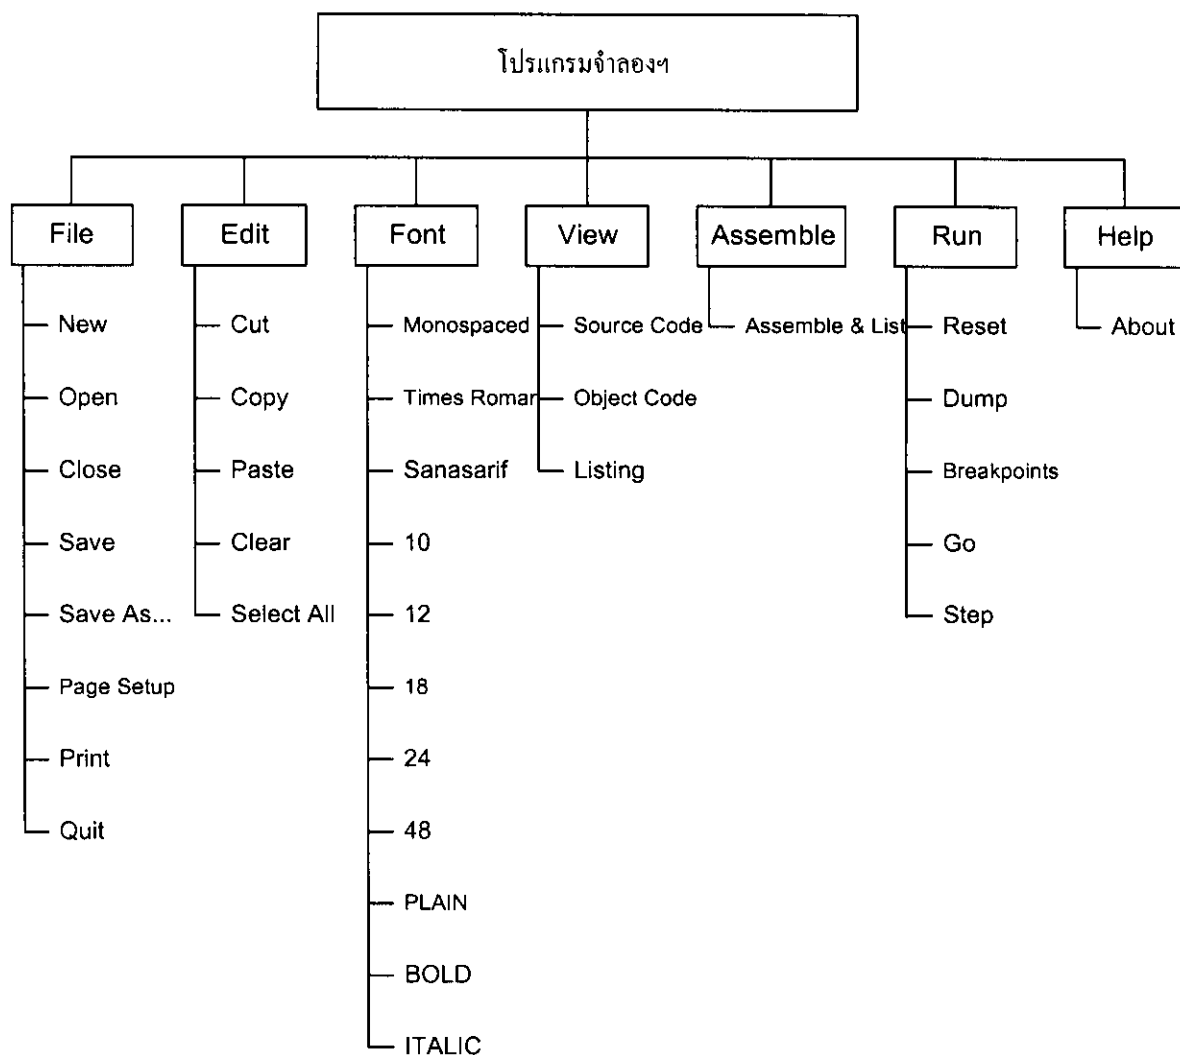 โปรแกรมจำลองฯ
File
Edit
Font
View
Assemble
Run
Help
New
Open
Close
Save
Save As...
Page Setup
Print
Quit
Cut
Copy
Paste
Clear
Select All
Monospaced
Times Romar
Sanasarif
10
12
18
24
48
PLAIN
BOLD
ITALIC
Source Code
Object Code
Listing
Assemble & List
Reset
Dump
Breakpoints
Go
Step
About